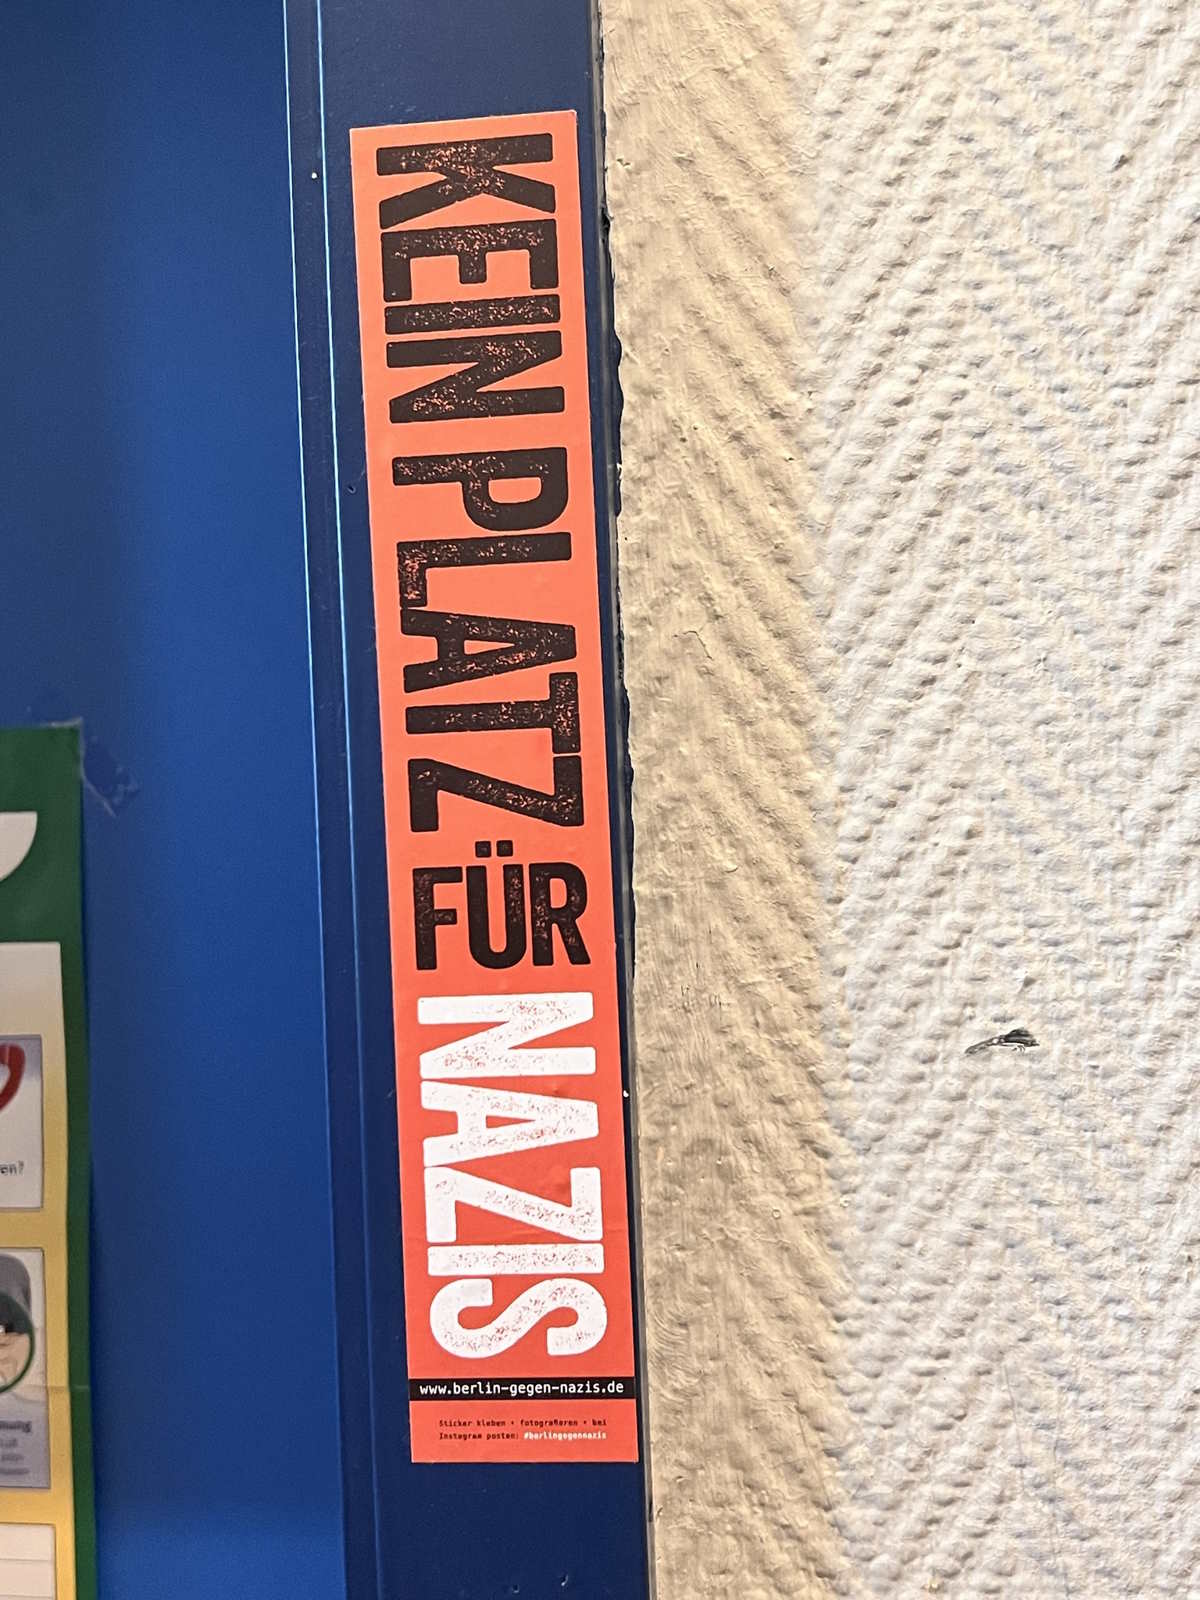 KEIN PLATZ
FÜR
NAZIS
www.berlin-gegen-nazis.de
Sticker kleben • fotografieren • bei
Instagram posten: #berlingegennazis